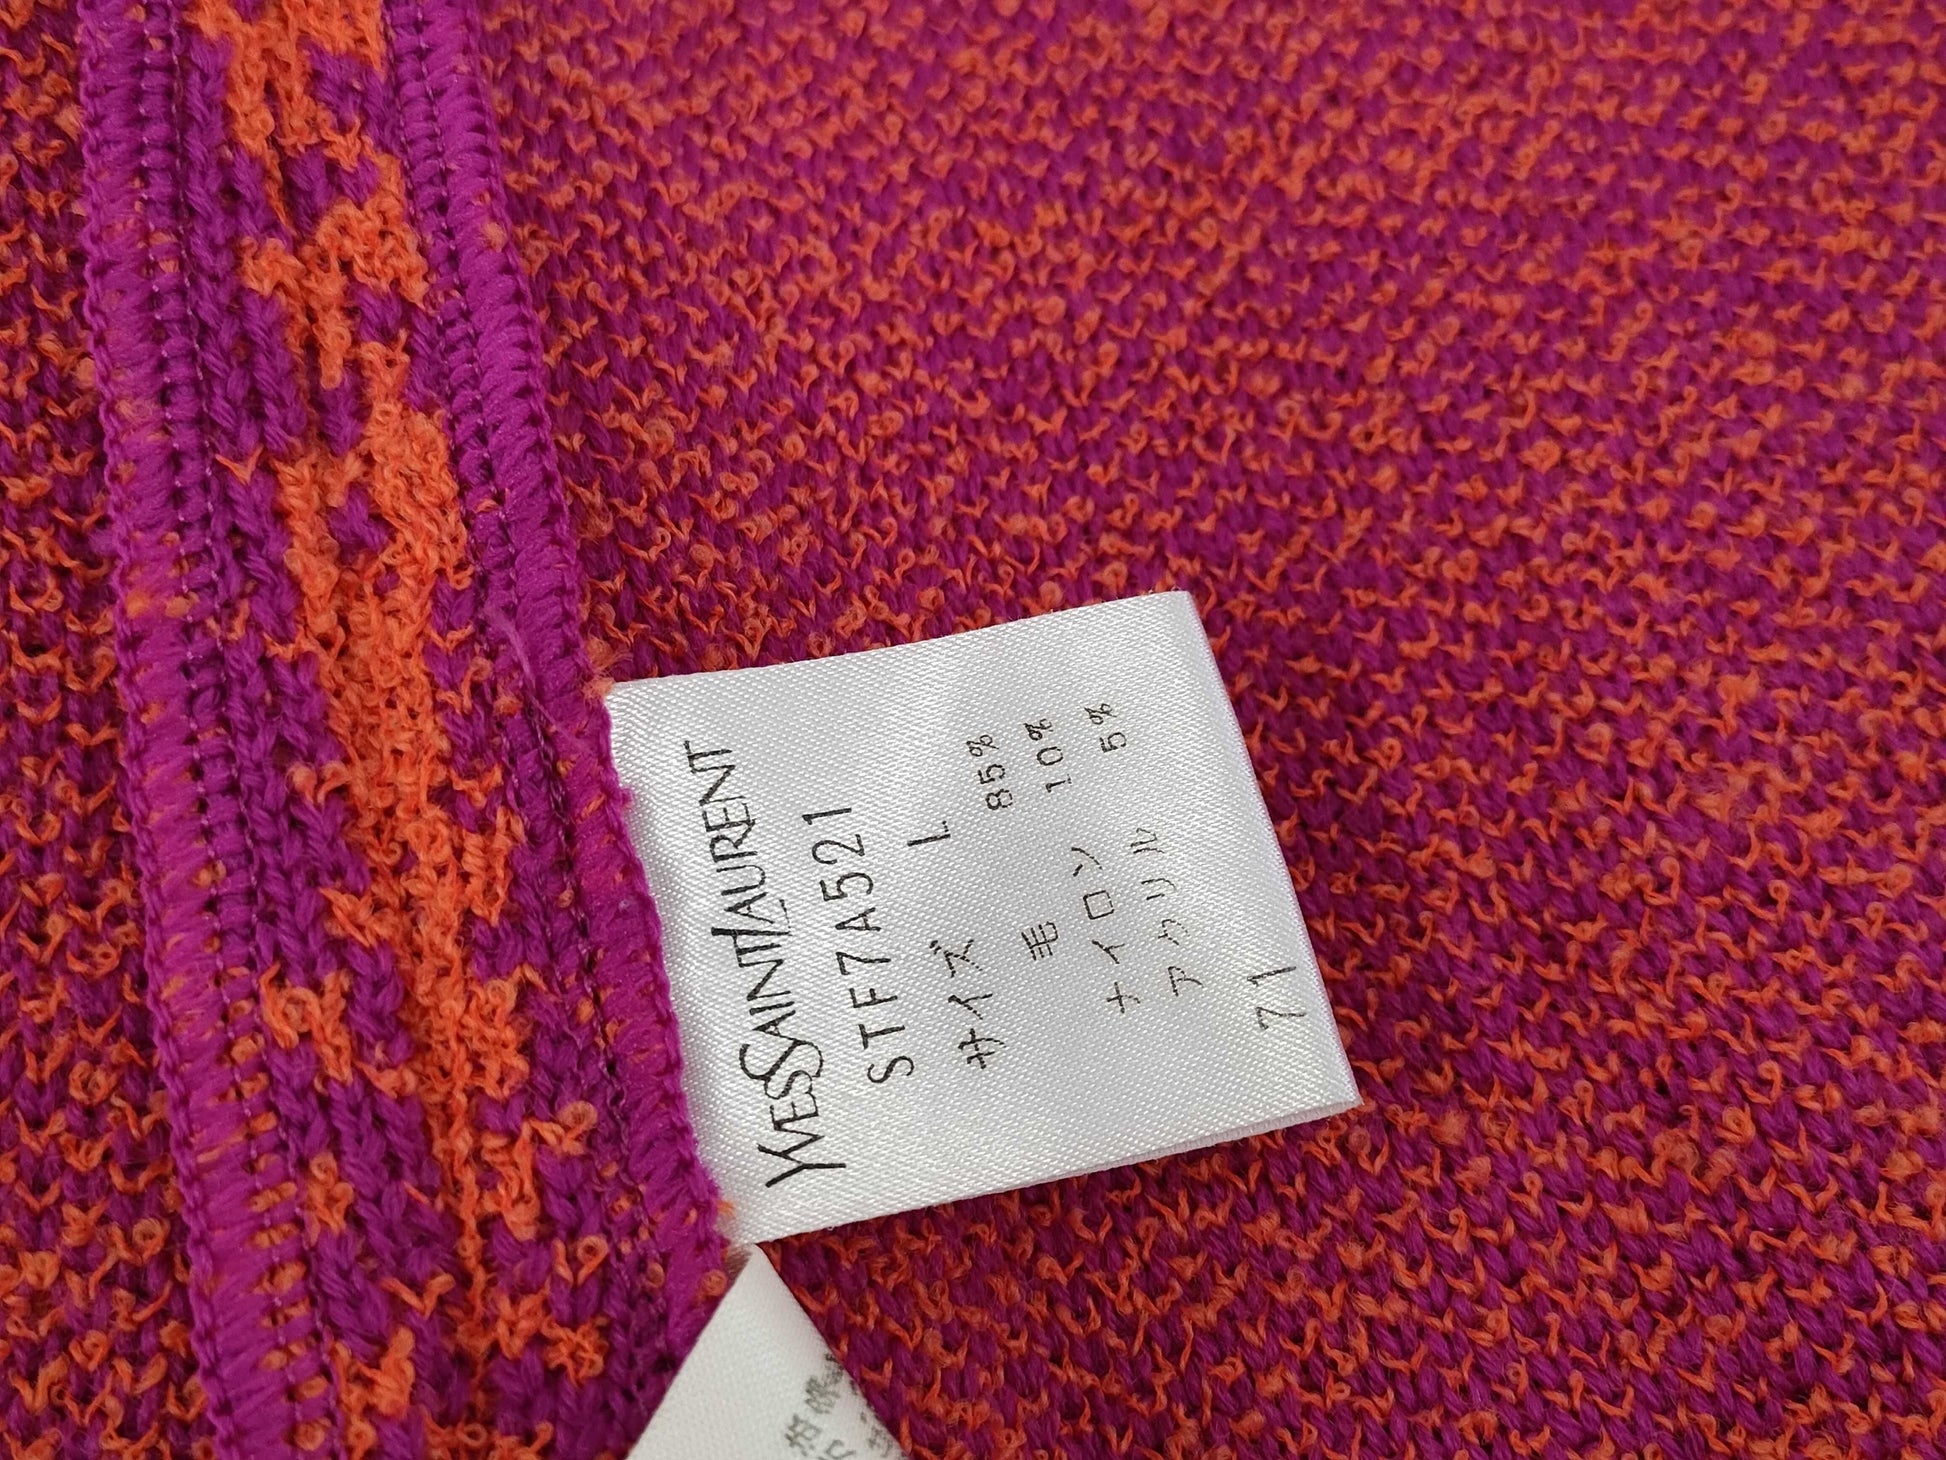 YVESSAINTLAURENT
STF7A521
サイズ L
毛 85%
ナイロン 10%
アクリル 5%
71